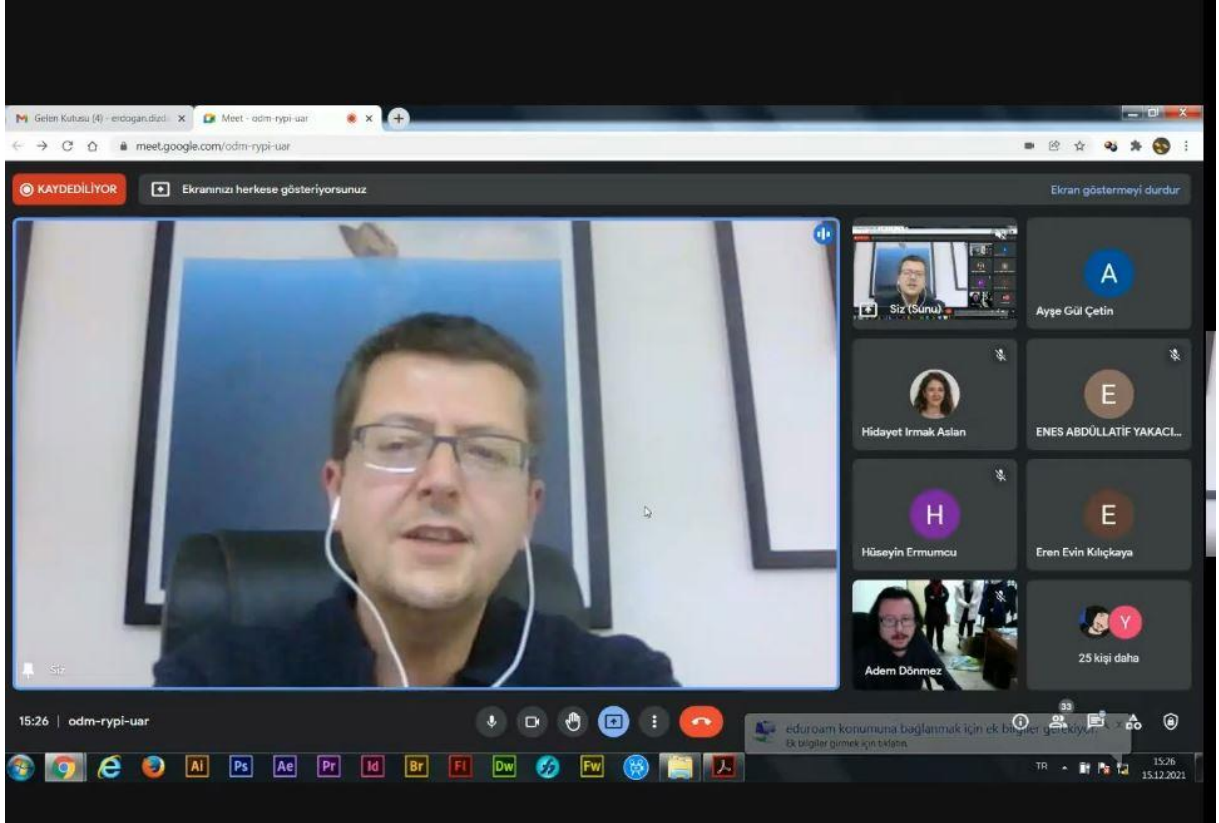 Gelen Kutusu (4) - erdogan.dizd
Meet - odm-rypi-uar
meet.google.com/odm-rypi-uar
KAYDEDİLİYOR
Ekranınızı herkese gösteriyorsunuz
Ekran göstermeyi durdur
Siz (Sunu)
A
Ayşe Gül Çetin
Hidayet Irmak Aslan
E
ENES ABDÜLLATİF YAKACI...
H
Hüseyin Ermumcu
E
Eren Evin Kılıçkaya
Adem Dönmez
Y
25 kişi daha
Siz
15:26 | odm-rypi-uar
33
eduroam konumuna bağlanmak için ek bilgiler gerekiyor.
Ek bilgiler girmek için tıklatın.
Ai
Ps
Ae
Pr
Id
Br
Fl
Dw
Fw
TR
15:26
15.12.2021